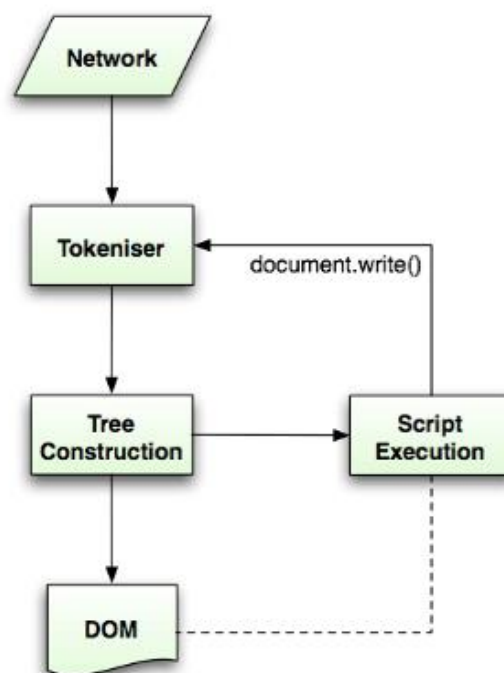 Network
Tokeniser
document.write()
Tree
Construction
Script
Execution
DOM